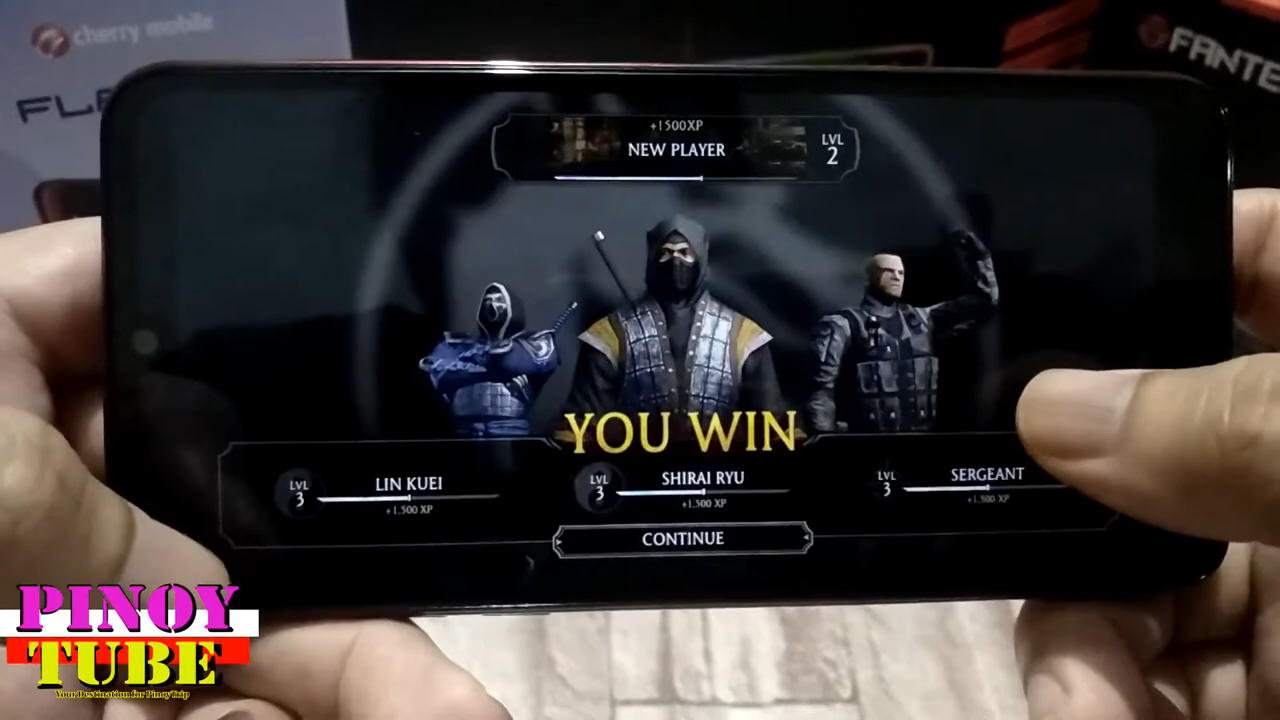 cherry mobile
FANTE
FL
+1500XP
NEW PLAYER
LVL
2
YOU WIN
LVL
3
LIN KUEI
+1,500 XP
LVL
3
SHIRAI RYU
+1,500 XP
LVL
3
SERGEANT
+1,500 XP
CONTINUE
PINOY
TUBE
Your Destination for PinoyTrip